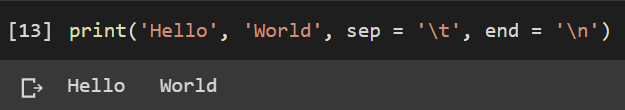 [13] print('Hello', 'World', sep = '\t', end = '\n')
Hello	World